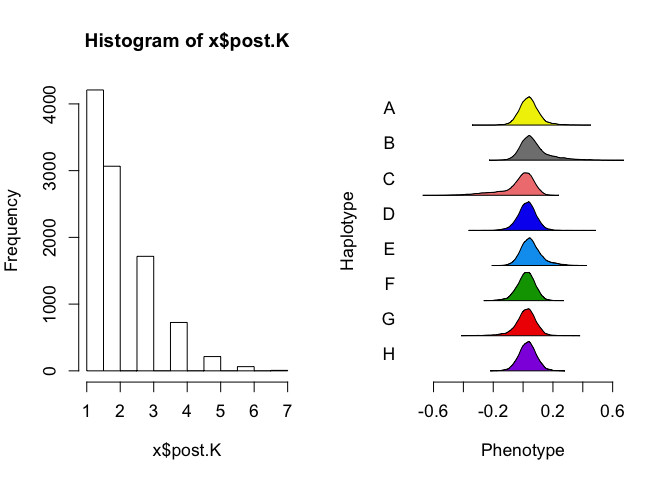 Histogram of x$post.K
Frequency
0
1000
2000
3000
4000
1 2 3 4 5 6 7
x$post.K
Haplotype
A
B
C
D
E
F
G
H
-0.6 -0.2 0.2 0.6
Phenotype